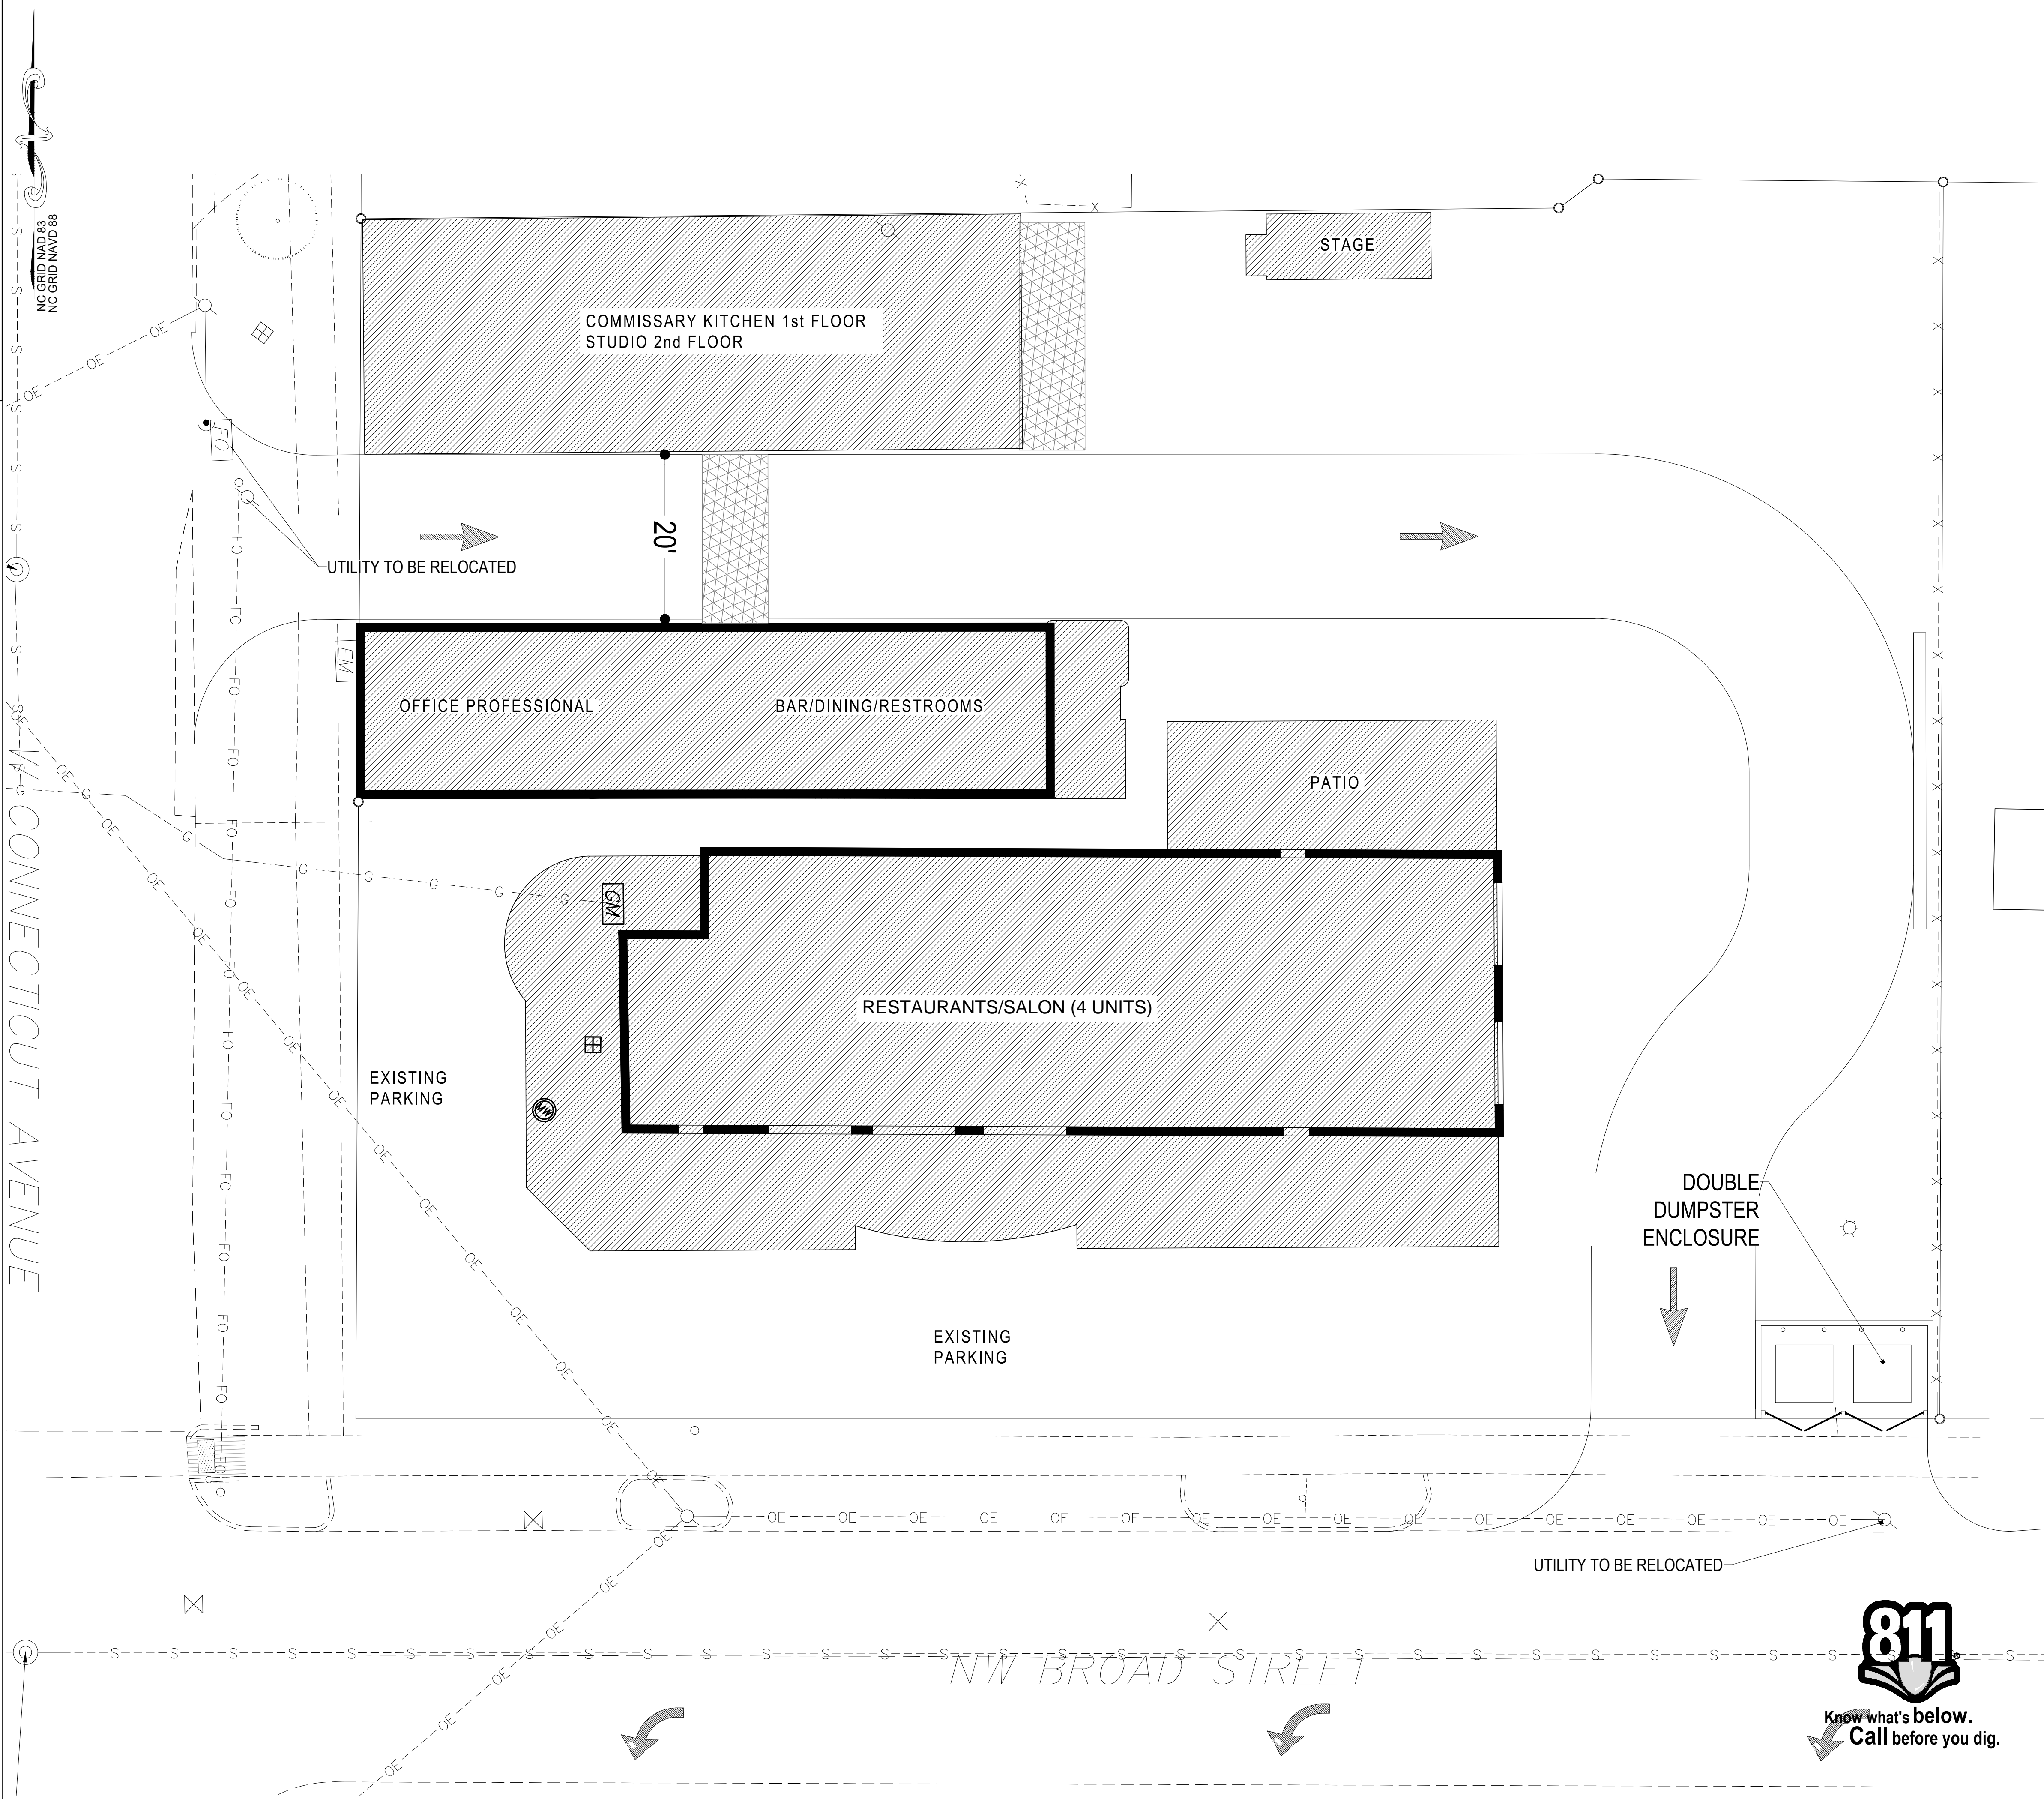 NC GRID NAD 83
NC GRID NAVD 88
STAGE
COMMISSARY KITCHEN 1st FLOOR
STUDIO 2nd FLOOR
FO
20'
UTILITY TO BE RELOCATED
EM
OFFICE PROFESSIONAL
BAR/DINING/RESTROOMS
PATIO
GM
RESTAURANTS/SALON (4 UNITS)
W CONNECTICUT AVENUE
EXISTING
PARKING
WM
DOUBLE
DUMPSTER
ENCLOSURE
EXISTING
PARKING
UTILITY TO BE RELOCATED
NW BROAD STREET
811
Know what's below.
Call before you dig.